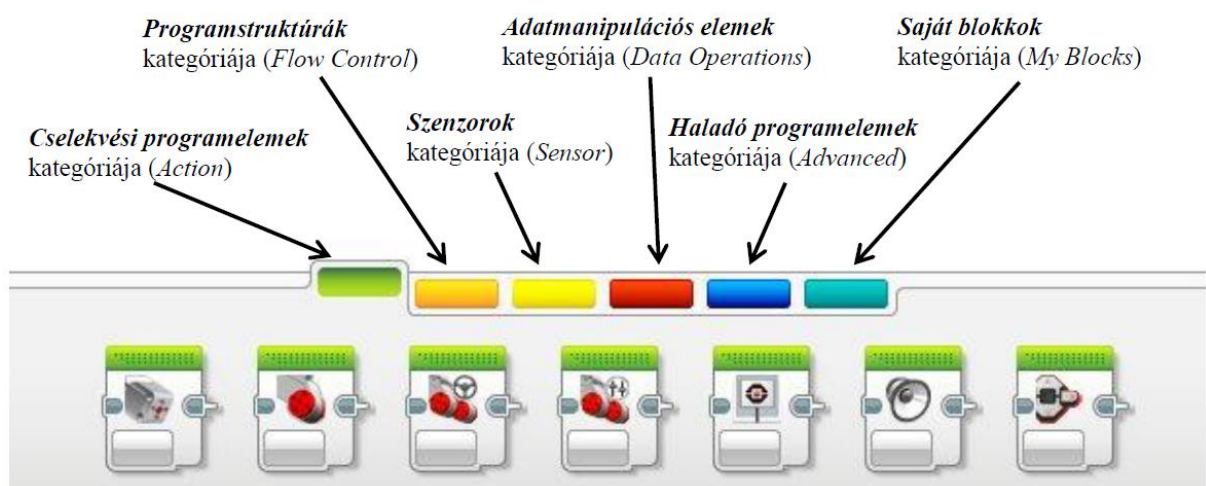 Programstruktúrák
kategóriája (Flow Control)
Adatmanipulációs elemek
kategóriája (Data Operations)
Saját blokkok
kategóriája (My Blocks)
Cselekvési programelemek
kategóriája (Action)
Szenzorok
kategóriája (Sensor)
Haladó programelemek
kategóriája (Advanced)